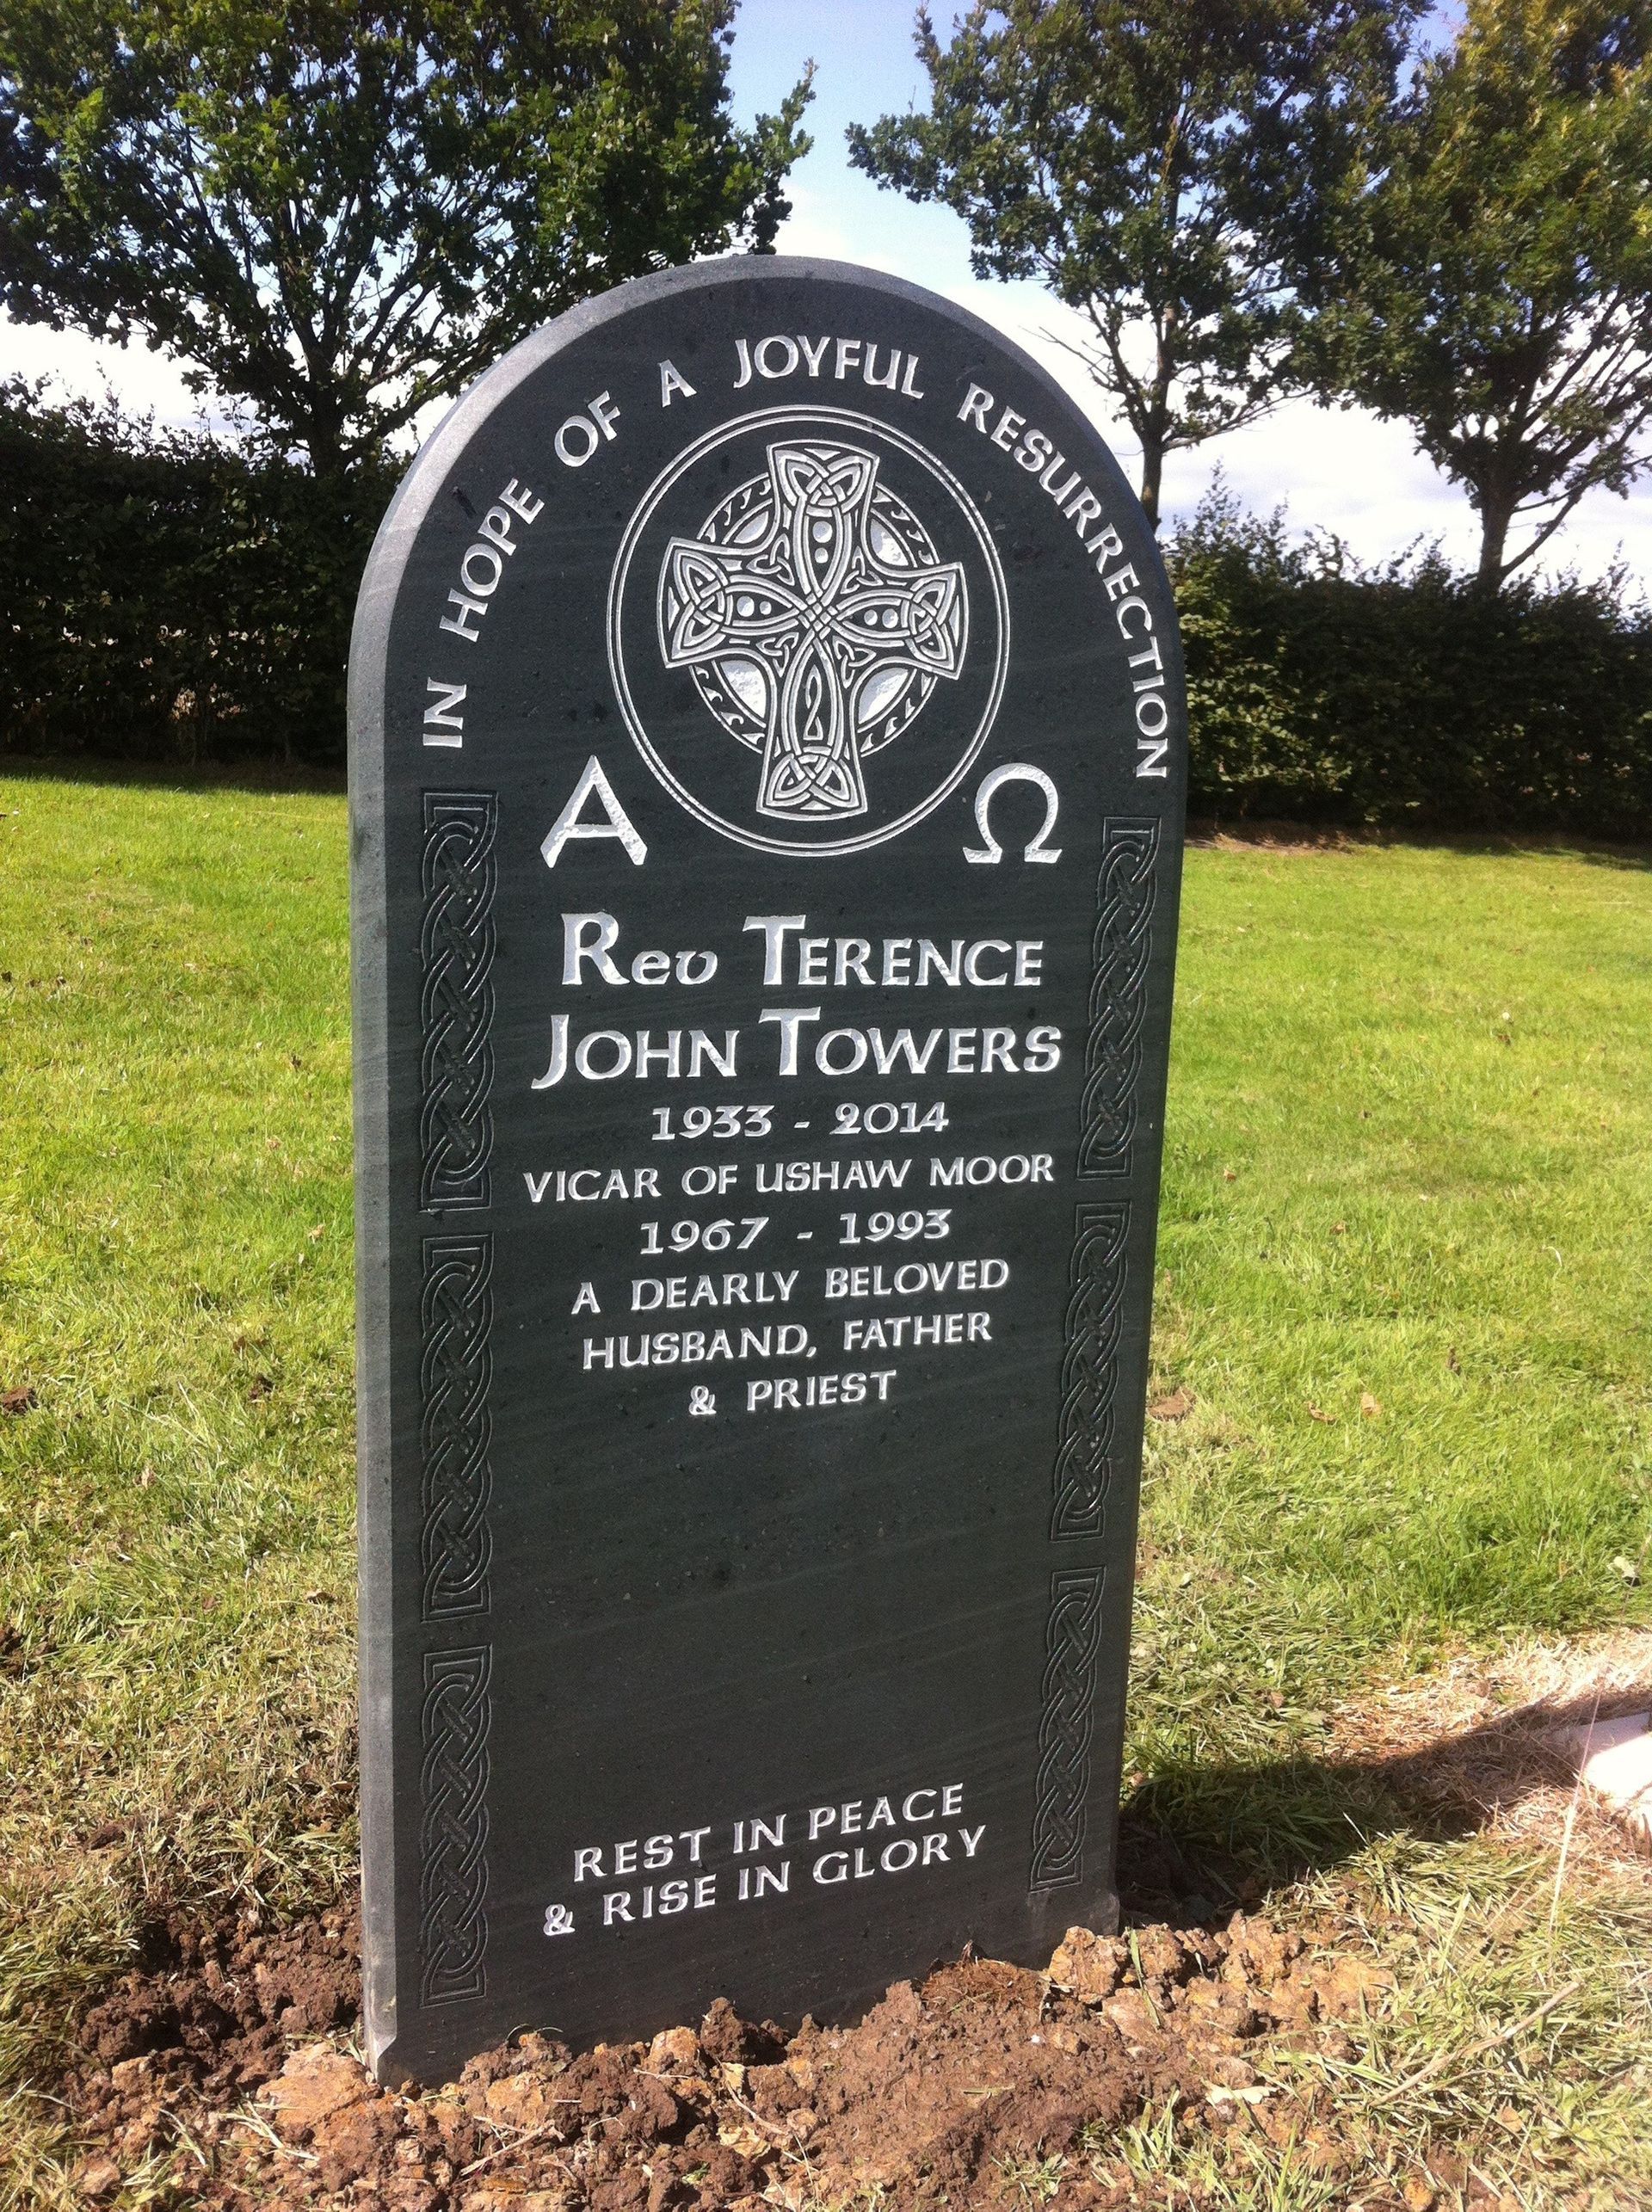 IN HOPE OF A JOYFUL RESURRECTION
Α Ω
Rev TERENCE
JOHN TOWERS
1933 - 2014
VICAR OF USHAW MOOR
1967 - 1993
A DEARLY BELOVED
HUSBAND, FATHER
& PRIEST
REST IN PEACE
& RISE IN GLORY